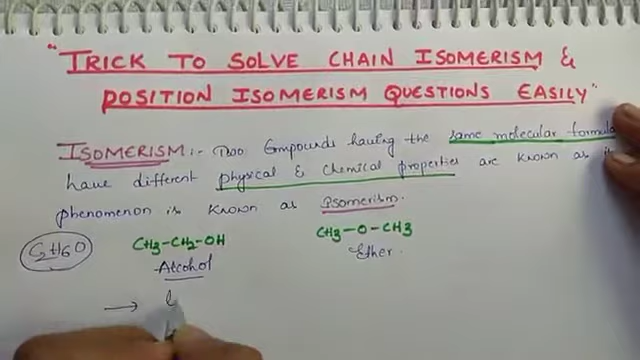 "TRICK TO SOLVE CHAIN ISOMERISM &
POSITION ISOMERISM QUESTIONS EASILY"
ISOMERISM:- Two Compounds having the same molecular formula
have different physical & chemical properties are known as
phenomenon is known as Isomerism.
C2H6O CH3-CH2-OH CH3-O-CH3
Alcohol Ether.
→